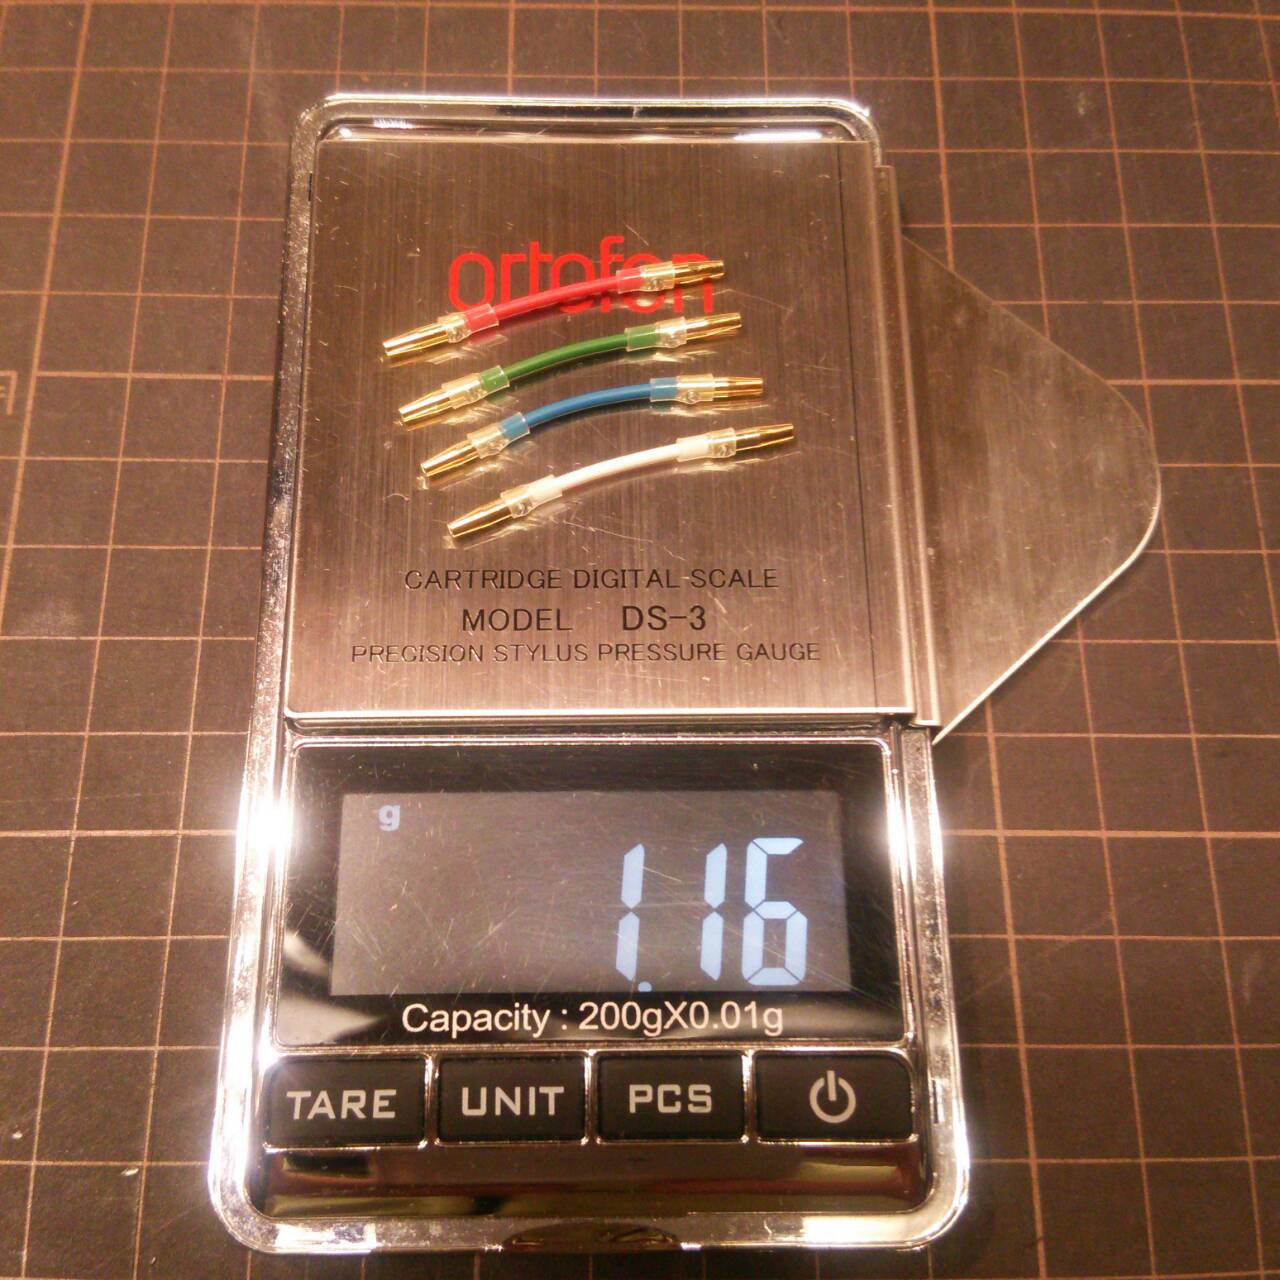 ortofon
CARTRIDGE DIGITAL SCALE
MODEL DS-3
PRECISION STYLUS PRESSURE GAUGE
g
1.16
Capacity : 200gX0.01g
TARE UNIT PCS